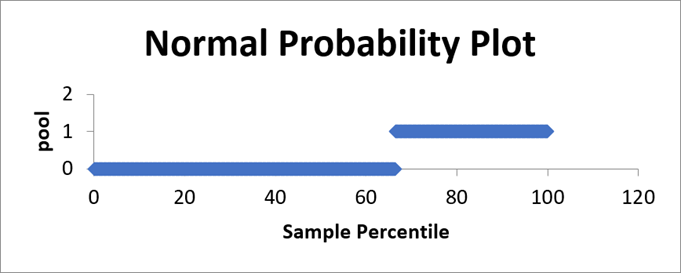 Normal Probability Plot
pool
2
1
0
0 20 40 60 80 100 120
Sample Percentile